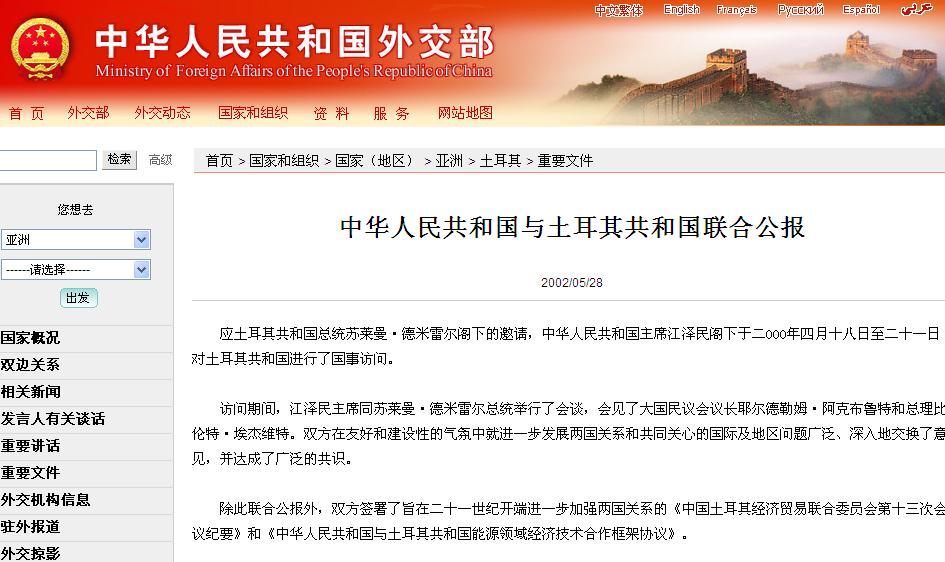 中文繁体 English Français Русский Español عربي
中华人民共和国外交部
Ministry of Foreign Affairs of the People's Republic of China
首 页 外交部 外交动态 国家和组织 资 料 服 务 网站地图
检索 高级
首页 > 国家和组织 > 国家（地区） > 亚洲 > 土耳其 > 重要文件
您想去
亚洲
------请选择------
出发
国家概况
双边关系
相关新闻
发言人有关谈话
重要讲话
重要文件
外交机构信息
驻外报道
外交掠影
中华人民共和国与土耳其共和国联合公报
2002/05/28
应土耳其共和国总统苏莱曼·德米雷尔阁下的邀请，中华人民共和国主席江泽民阁下于二000年四月十八日至二十一日
对土耳其共和国进行了国事访问。
访问期间，江泽民主席同苏莱曼·德米雷尔总统举行了会谈，会见了大国民议会议长耶尔德勒姆·阿克布鲁特和总理比
伦特·埃杰维特。双方在友好和建设性的气氛中就进一步发展两国关系和共同关心的国际及地区问题广泛、深入地交换了意
见，并达成了广泛的共识。
除此联合公报外，双方签署了旨在二十一世纪开端进一步加强两国关系的《中国土耳其经济贸易联合委员会第十三次会
议纪要》和《中华人民共和国与土耳其共和国能源领域经济技术合作框架协议》。